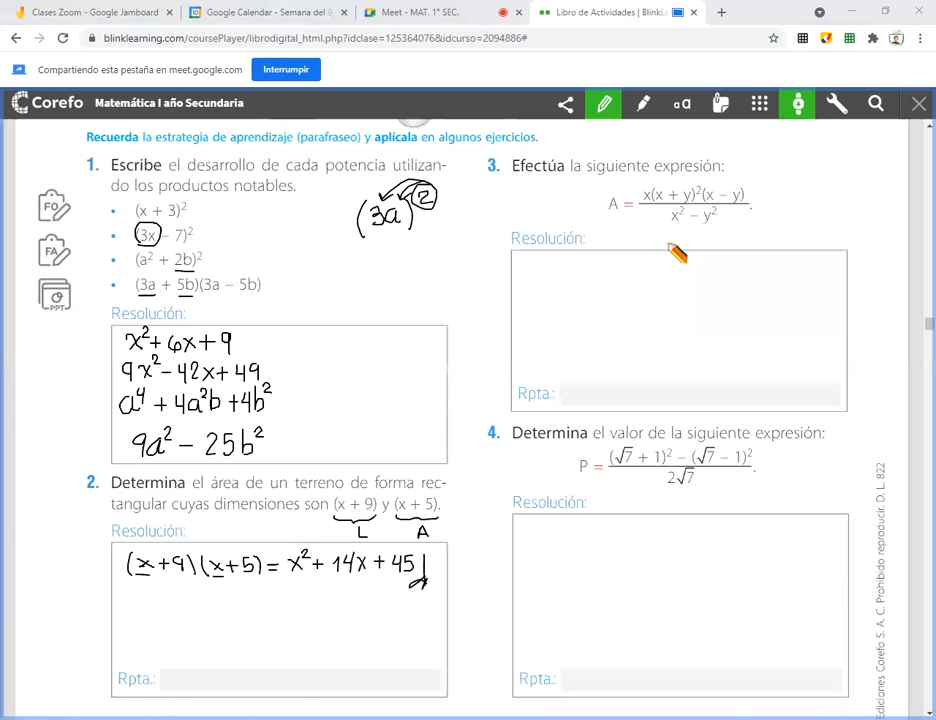 Clases Zoom - Google Jamboard
Google Calendar - Semana del 9
Meet - MAT. 1° SEC.
Libro de Actividades | BlinkL
blinklearning.com/coursePlayer/librodigital_html.php?idclase=125364076&idcurso=2094886#
Compartiendo esta pestaña en meet.google.com
Interrumpir
Corefo
Matemática I año Secundaria
aα
Recuerda la estrategia de aprendizaje (parafraseo) y aplícala en algunos ejercicios.
1. Escribe el desarrollo de cada potencia utilizan-
do los productos notables.
• (x + 3)²
• (3x – 7)²
• (a² + 2b)²
• (3a + 5b)(3a – 5b)
(3a)²
FO
FA
PPT
Resolución:
x² + 6x + 9
9x² - 42x + 49
a⁴ + 4a²b + 4b²
9a² - 25b²
2. Determina el área de un terreno de forma rec-
tangular cuyas dimensiones son (x + 9) y (x + 5).
L A
Resolución:
(x+9)(x+5) = x² + 14x + 45
Rpta.:
3. Efectúa la siguiente expresión:
A = x(x + y)²(x – y) / x² – y².
Resolución:
Rpta.:
4. Determina el valor de la siguiente expresión:
P = (√7 + 1)² – (√7 – 1)² / 2√7.
Resolución:
Rpta.:
Ediciones Corefo S. A. C. Prohibido reproducir. D. L. 822